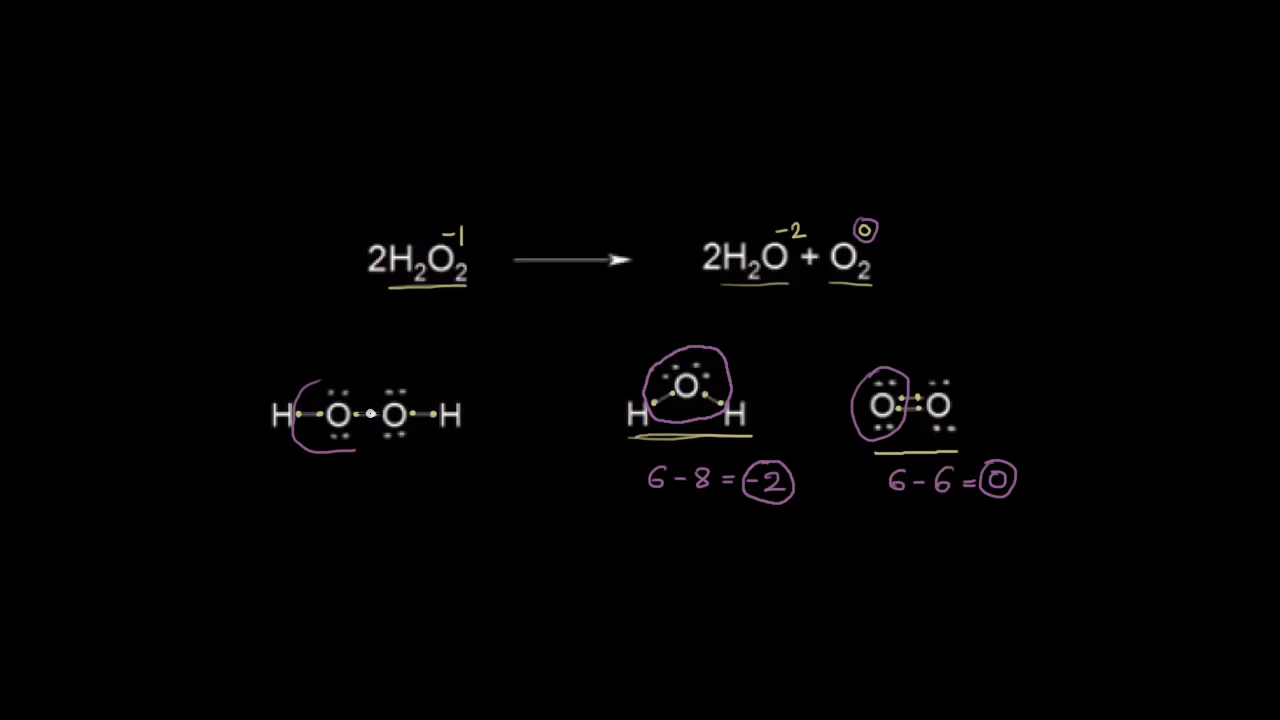 -1 -2 0
2H₂O₂ → 2H₂O + O₂
H-O-O-H
H O H
O=O
6 - 8 = -2
6 - 6 = 0